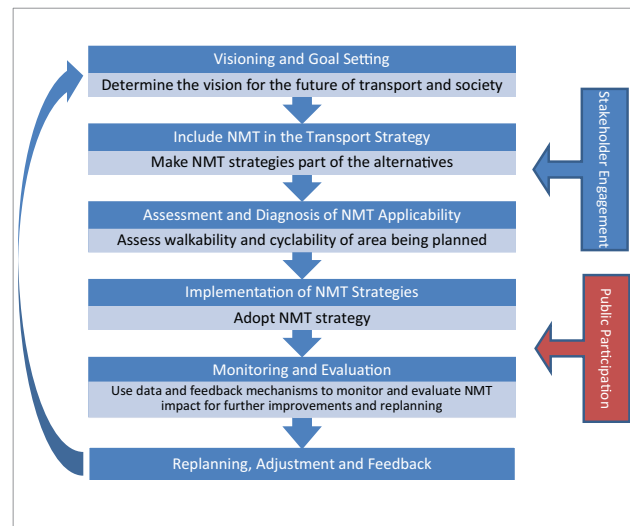 Visioning and Goal Setting
Determine the vision for the future of transport and society
Include NMT in the Transport Strategy
Make NMT strategies part of the alternatives
Assessment and Diagnosis of NMT Applicability
Assess walkability and cyclability of area being planned
Implementation of NMT Strategies
Adopt NMT strategy
Monitoring and Evaluation
Use data and feedback mechanisms to monitor and evaluate NMT
impact for further improvements and replanning
Replanning, Adjustment and Feedback
Stakeholder Engagement
Public Participation